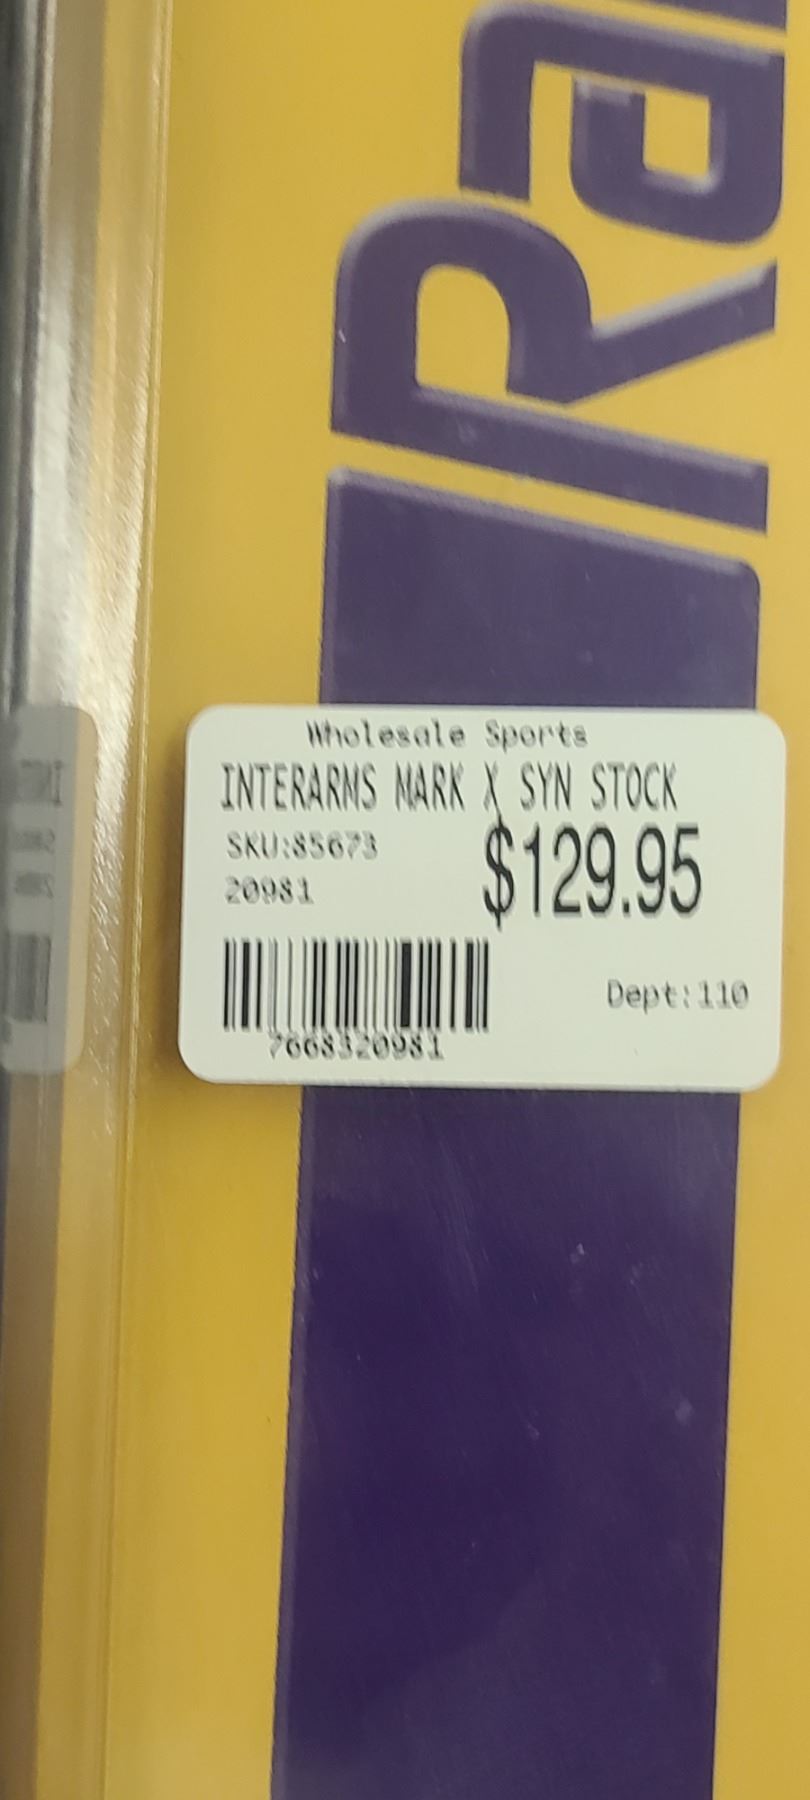 Ra
Wholesale Sports
INTERARMS MARK X SYN STOCK
SKU:85673
$129.95
20981
Dept:110
7668320981